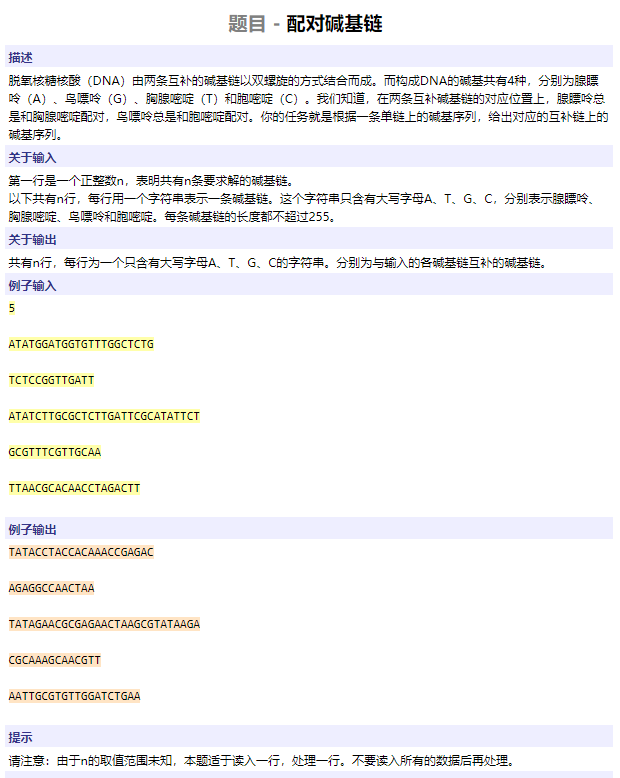 题目 - 配对碱基链
描述
脱氧核糖核酸（DNA）由两条互补的碱基链以双螺旋的方式结合而成。而构成DNA的碱基共有4种，分别为腺瞟
呤（A）、鸟嘌呤（G）、胸腺嘧啶（T）和胞嘧啶（C）。我们知道，在两条互补碱基链的对应位置上，腺瞟呤总
是和胸腺嘧啶配对，鸟嘌呤总是和胞嘧啶配对。你的任务就是根据一条单链上的碱基序列，给出对应的互补链上的
碱基序列。
关于输入
第一行是一个正整数n，表明共有n条要求解的碱基链。
以下共有n行，每行用一个字符串表示一条碱基链。这个字符串只含有大写字母A、T、G、C，分别表示腺嘌呤、
胸腺嘧啶、鸟嘌呤和胞嘧啶。每条碱基链的长度都不超过255。
关于输出
共有n行，每行为一个只含有大写字母A、T、G、C的字符串。分别为与输入的各碱基链互补的碱基链。
例子输入
5
ATATGGATGGTGTTTGGCTCTG
TCTCCGGTTGATT
ATATCTTGCGCTCTTGATTCGCATATTCT
GCGTTTCGTTGCAA
TTAACGCACAACCTAGACTT
例子输出
TATACCTACCACAAACCGAGAC
AGAGGCCAACTAA
TATAGAACGCGAGAACTAAGCGTATAAGA
CGCAAAGCAACGTT
AATTGCGTGTTGGATCTGAA
提示
请注意：由于n的取值范围未知，本题适于读入一行，处理一行。不要读入所有的数据后再处理。